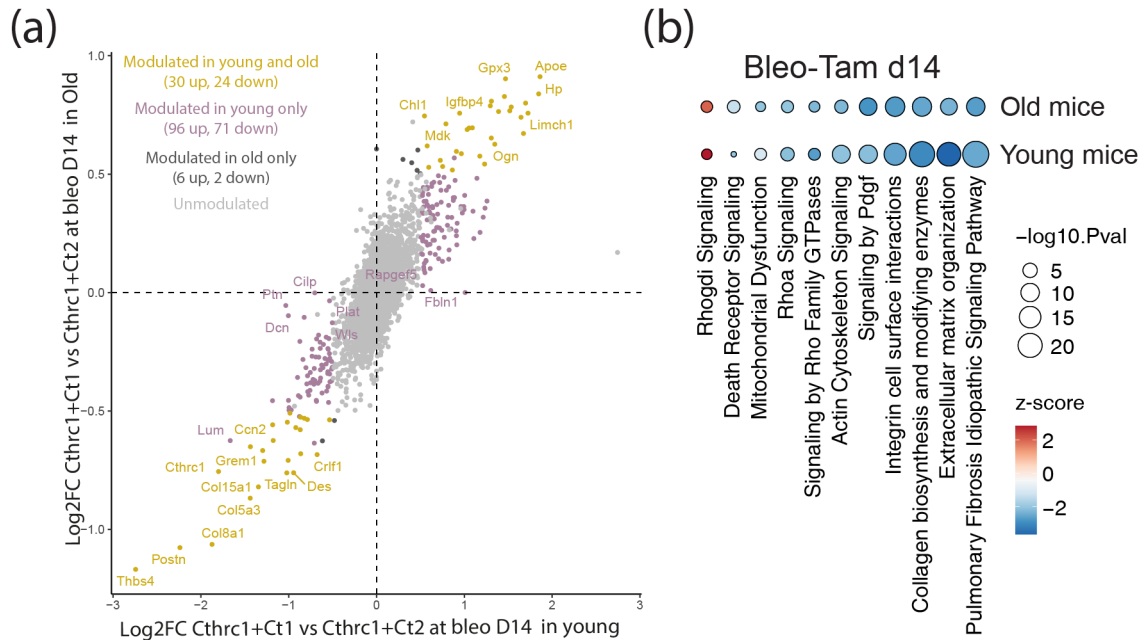 (a)
Log2FC Cthrc1+Ct1 vs Cthrc1+Ct2 at bleo D14 in Old
1.0
0.5
0.0
−0.5
−1.0
Modulated in young and old
(30 up, 24 down)
Modulated in young only
(96 up, 71 down)
Modulated in old only
(6 up, 2 down)
Unmodulated
Gpx3
Apoe
Hp
Chl1
Igfbp4
Limch1
Mdk
Ogn
Rapgef5
Cilp
Ptn
Fbln1
Plat
Dcn
Wls
Ccn2
Lum
Grem1
Crlf1
Cthrc1
Col15a1
Tagln
Des
Col5a3
Col8a1
Postn
Thbs4
−3
−2
−1
0
1
2
3
Log2FC Cthrc1+Ct1 vs Cthrc1+Ct2 at bleo D14 in young
(b)
Bleo-Tam d14
Old mice
Young mice
Rhogdi Signaling
Death Receptor Signaling
Mitochondrial Dysfunction
Rhoa Signaling
Signaling by Rho Family GTPases
Actin Cytoskeleton Signaling
Signaling by Pdgf
Integrin cell surface interactions
Collagen biosynthesis and modifying enzymes
Extracellular matrix organization
Pulmonary Fibrosis Idiopathic Signaling Pathway
−log10.Pval
5
10
15
20
z-score
2
0
−2